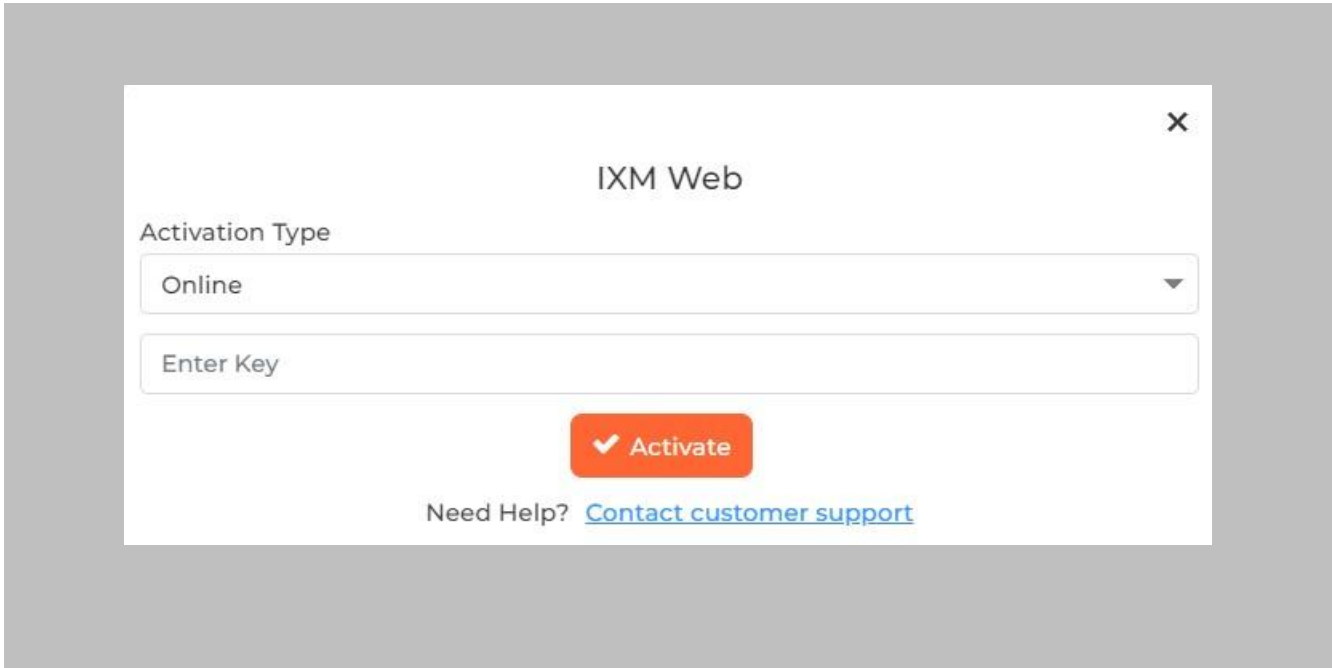 IXM Web
Activation Type
Online
Enter Key
Activate
Need Help? Contact customer support